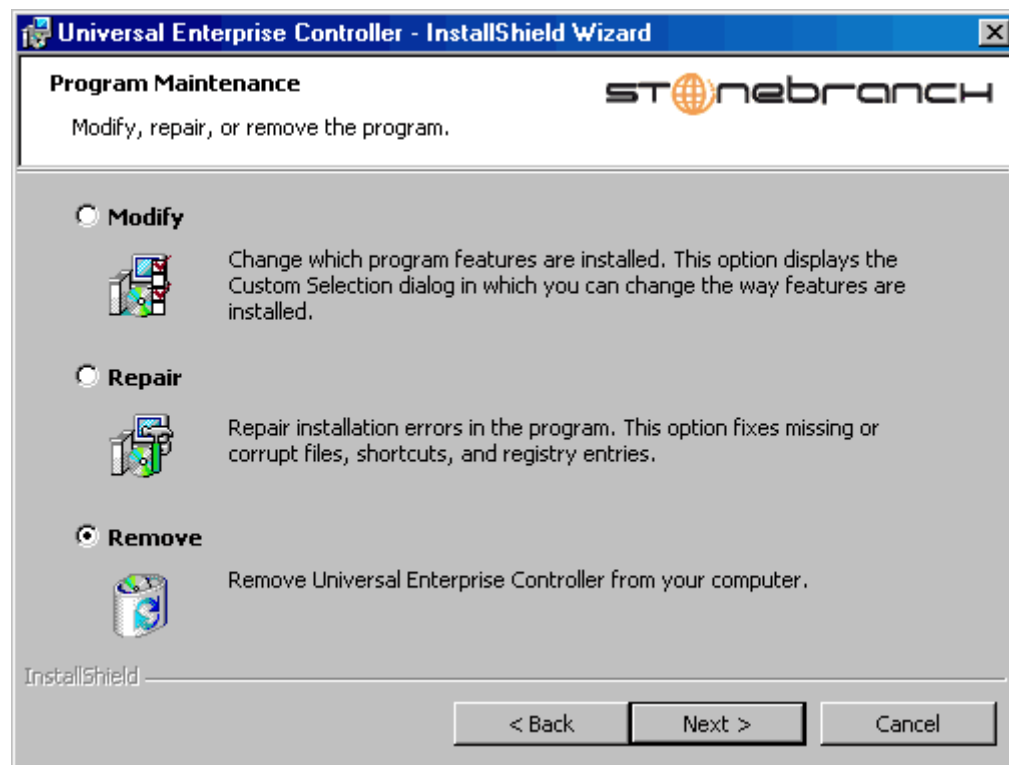 Universal Enterprise Controller - InstallShield Wizard
Program Maintenance
Modify, repair, or remove the program.
stonebranch
Modify
Change which program features are installed. This option displays the
Custom Selection dialog in which you can change the way features are
installed.
Repair
Repair installation errors in the program. This option fixes missing or
corrupt files, shortcuts, and registry entries.
Remove
Remove Universal Enterprise Controller from your computer.
InstallShield
< Back
Next >
Cancel